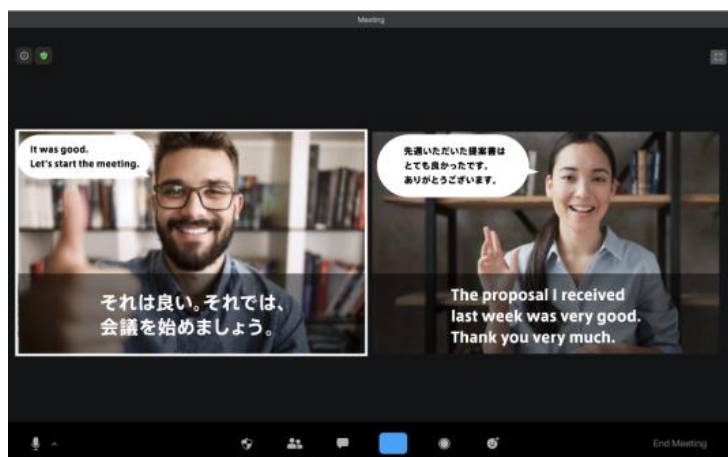 Meeting
It was good.
Let's start the meeting.
それは良い。それでは、
会議を始めましょう。
先週いただいた提案書は
とても良かったです。
ありがとうございます。
The proposal I received
last week was very good.
Thank you very much.
End Meeting